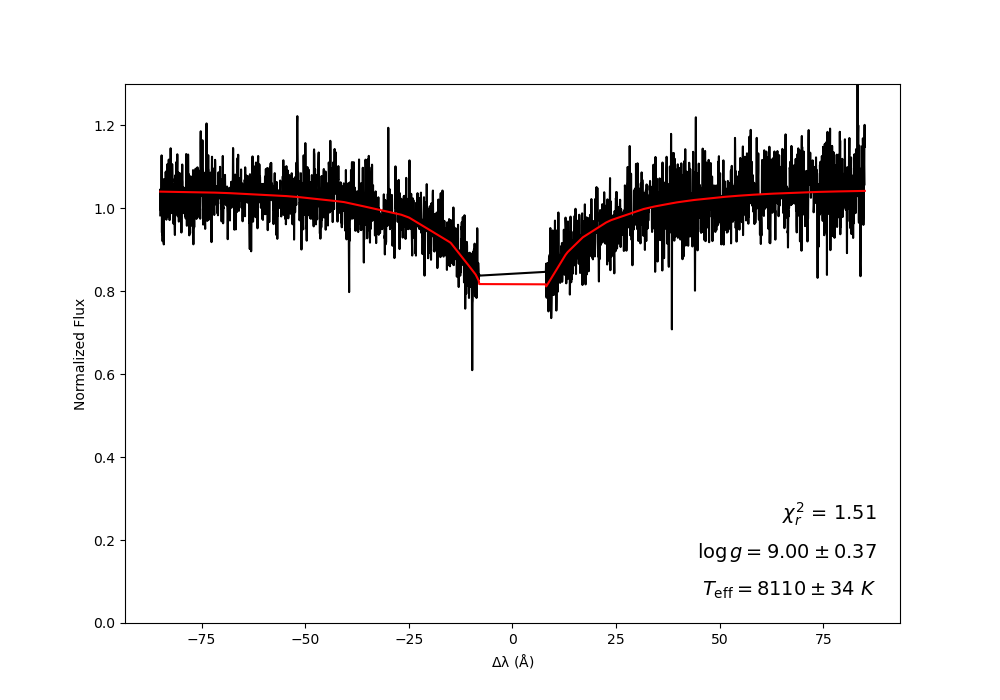 1.2
1.0
0.8
0.6
0.4
0.2
0.0
Normalized Flux
χ²ᵣ = 1.51
log g = 9.00 ± 0.37
T_eff = 8110 ± 34 K
−75 −50 −25 0 25 50 75
Δλ (Å)